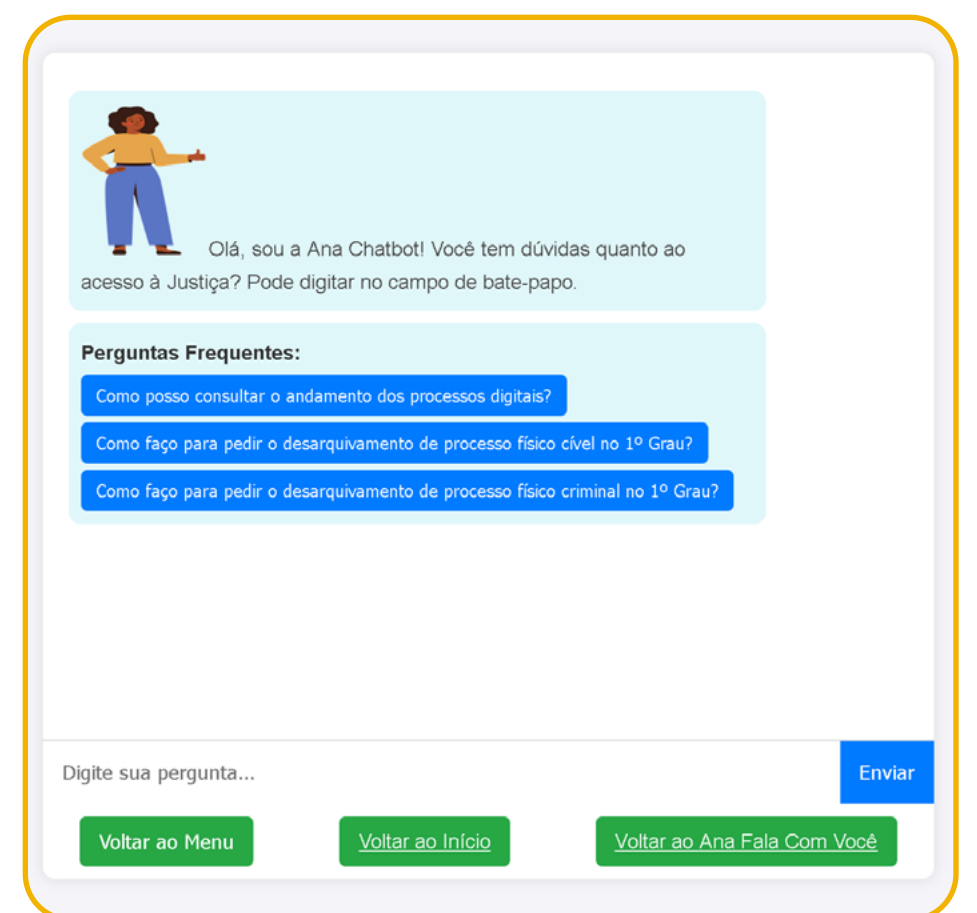 Olá, sou a Ana Chatbot! Você tem dúvidas quanto ao
acesso à Justiça? Pode digitar no campo de bate-papo.
Perguntas Frequentes:
Como posso consultar o andamento dos processos digitais?
Como faço para pedir o desarquivamento de processo físico cível no 1º Grau?
Como faço para pedir o desarquivamento de processo físico criminal no 1º Grau?
Digite sua pergunta...
Enviar
Voltar ao Menu
Voltar ao Início
Voltar ao Ana Fala Com Você